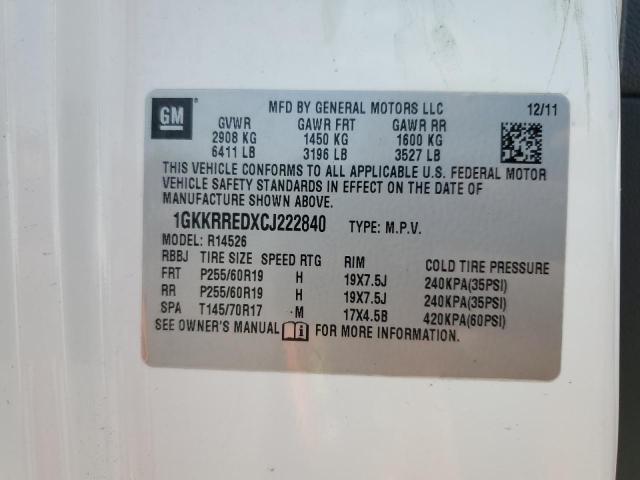 GM
MFD BY GENERAL MOTORS LLC 12/11
GVWR GAWR FRT GAWR RR
2908 KG 1450 KG 1600 KG
6411 LB 3196 LB 3527 LB
THIS VEHICLE CONFORMS TO ALL APPLICABLE U.S. FEDERAL MOTOR
VEHICLE SAFETY STANDARDS IN EFFECT ON THE DATE OF
MANUFACTURE SHOWN ABOVE.
1GKKRREDXCJ222840 TYPE: M.P.V.
MODEL: R14526
RBBJ TIRE SIZE SPEED RTG RIM COLD TIRE PRESSURE
FRT P255/60R19 H 19X7.5J 240KPA(35PSI)
RR P255/60R19 H 19X7.5J 240KPA(35PSI)
SPA T145/70R17 M 17X4.5B 420KPA(60PSI)
SEE OWNER'S MANUAL FOR MORE INFORMATION.